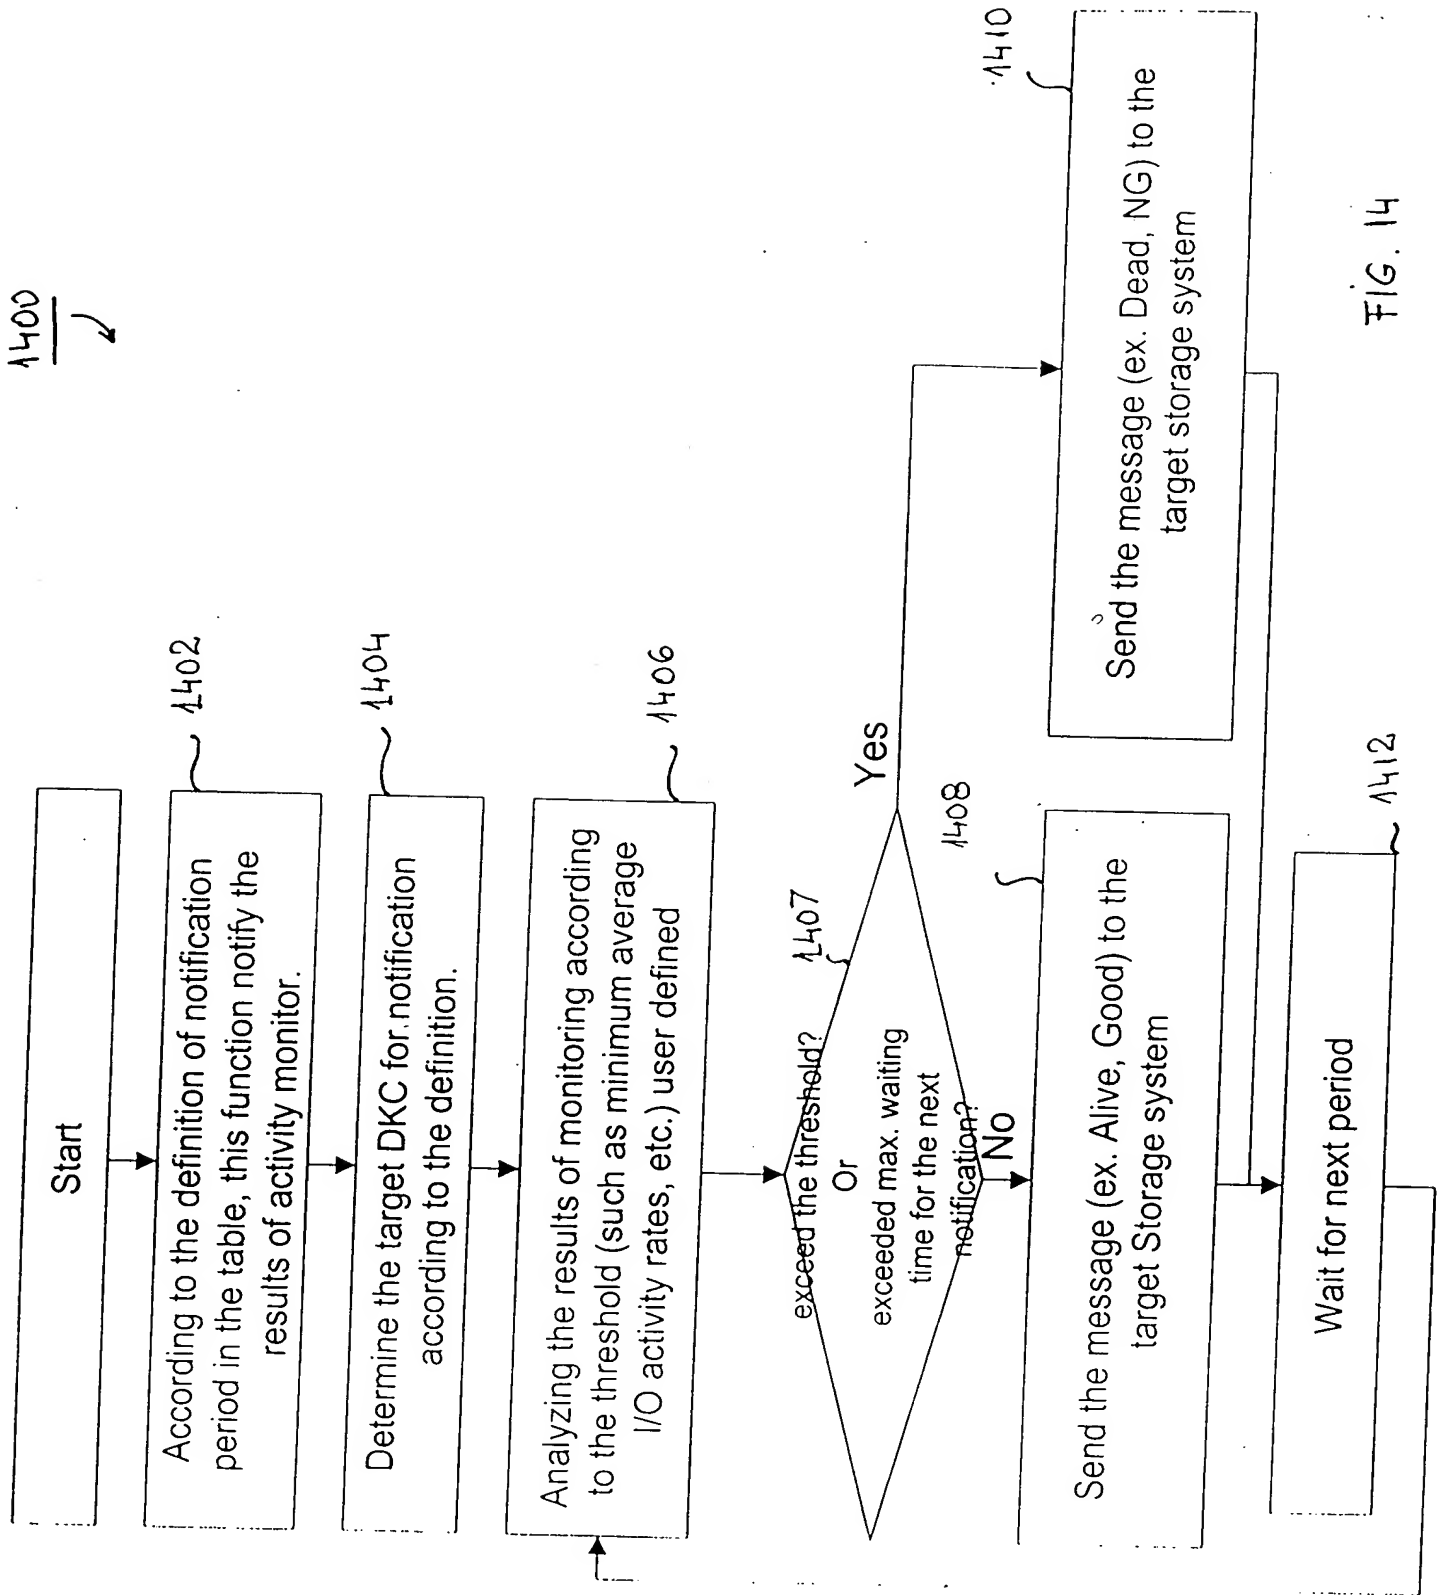 1400
Start
1402
According to the definition of notification
period in the table, this function notify the
results of activity monitor.
1404
Determine the target DKC for notification
according to the definition.
1406
Analyzing the results of monitoring according
to the threshold (such as minimum average
I/O activity rates, etc.) user defined
1407
exceed the threshold?
Or
exceeded max. waiting
time for the next
notification?
Yes
No
1408
Send the message (ex. Alive, Good) to the
target Storage system
1410
Send the message (ex. Dead, NG) to the
target storage system
1412
Wait for next period
FIG. 14